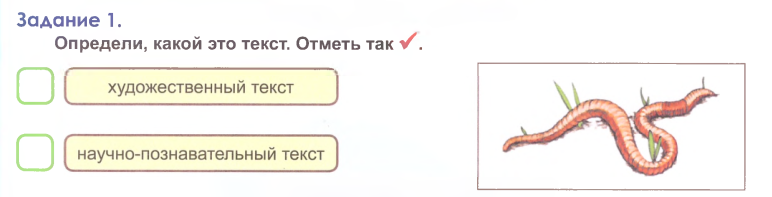 Задание 1.
Определи, какой это текст. Отметь так ✓.
художественный текст
научно-познавательный текст